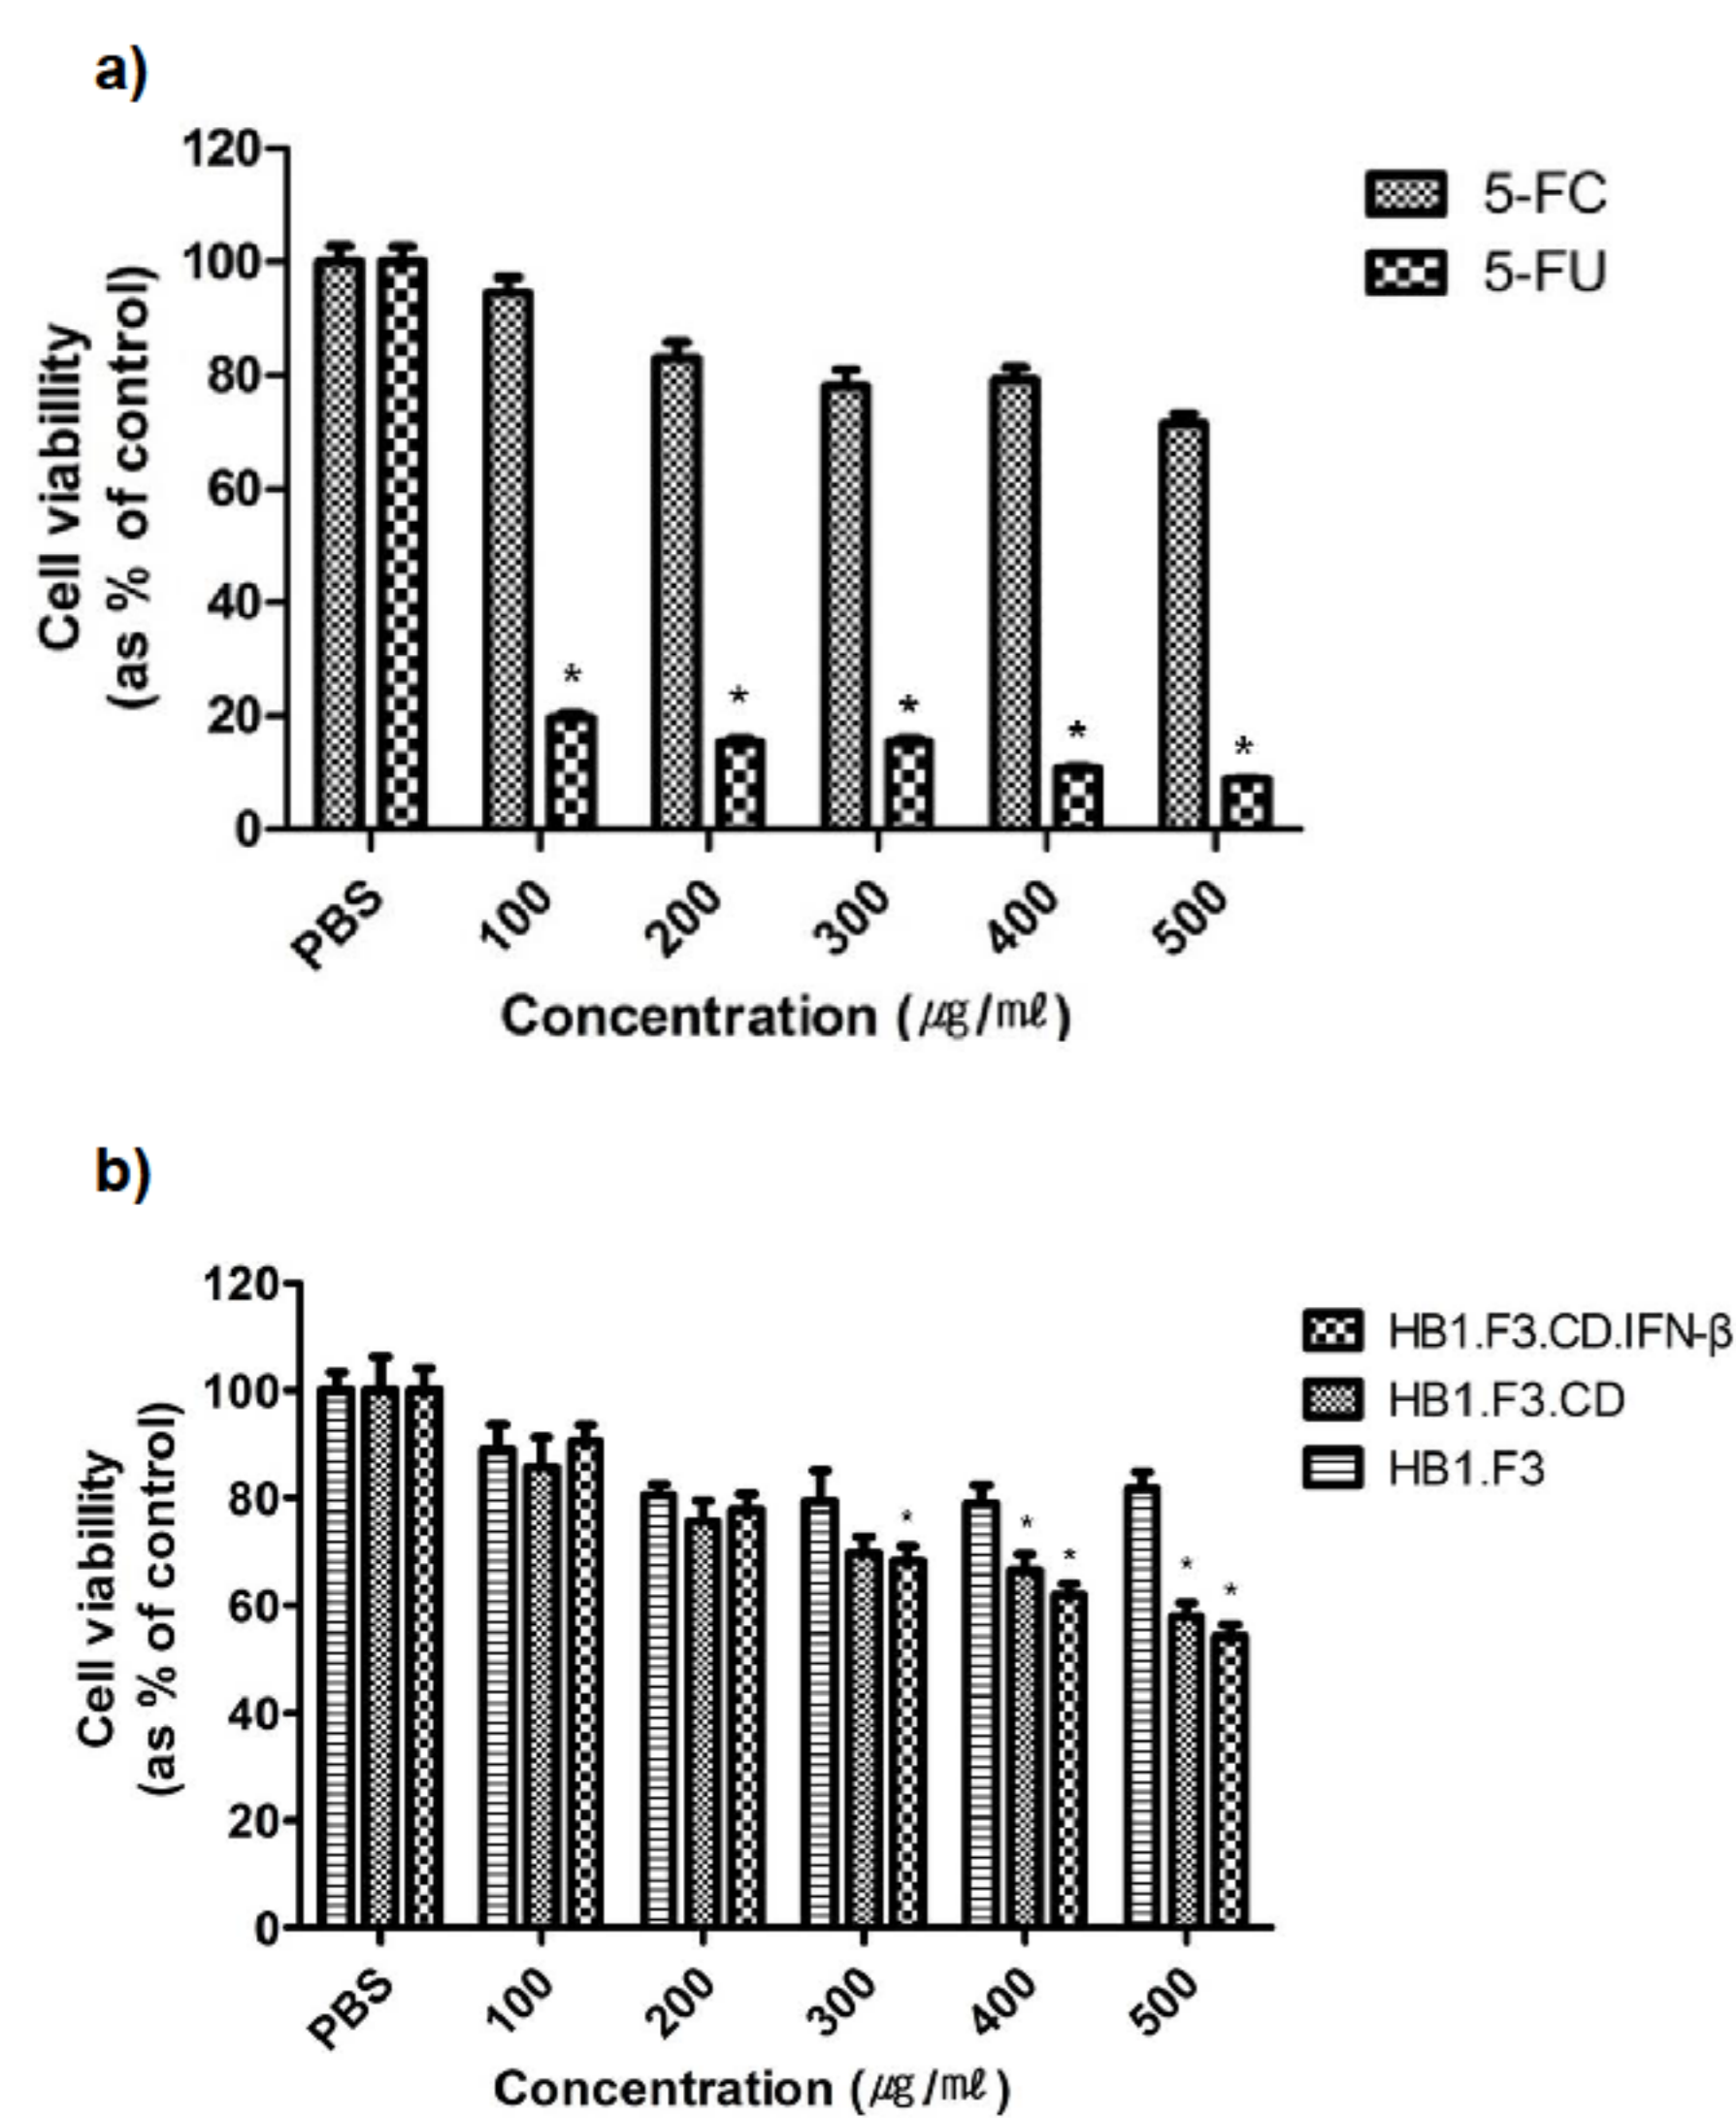 a)
120
100
80
60
40
20
0
Cell viability
(as % of control)
*
*
*
*
*
PBS
100
200
300
400
500
Concentration (㎍/㎖)
5-FC
5-FU
b)
120
100
80
60
40
20
0
Cell viability
(as % of control)
*
*
*
*
*
PBS
100
200
300
400
500
Concentration (㎍/㎖)
HB1.F3.CD.IFN-β
HB1.F3.CD
HB1.F3